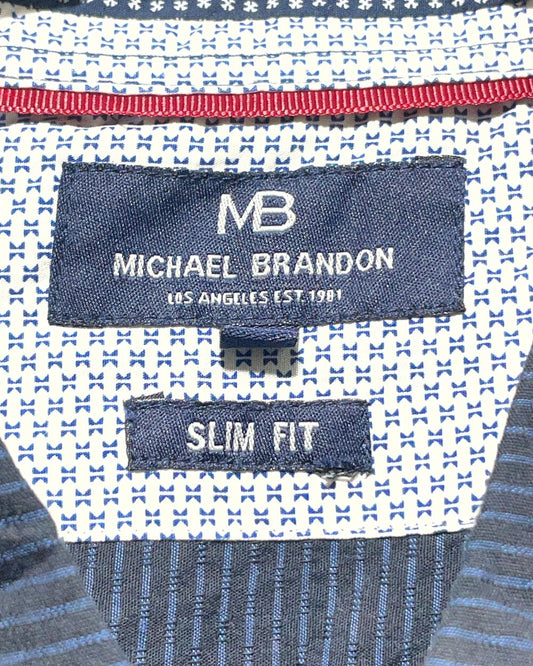 MB
MICHAEL BRANDON
LOS ANGELES EST. 1981
SLIM FIT